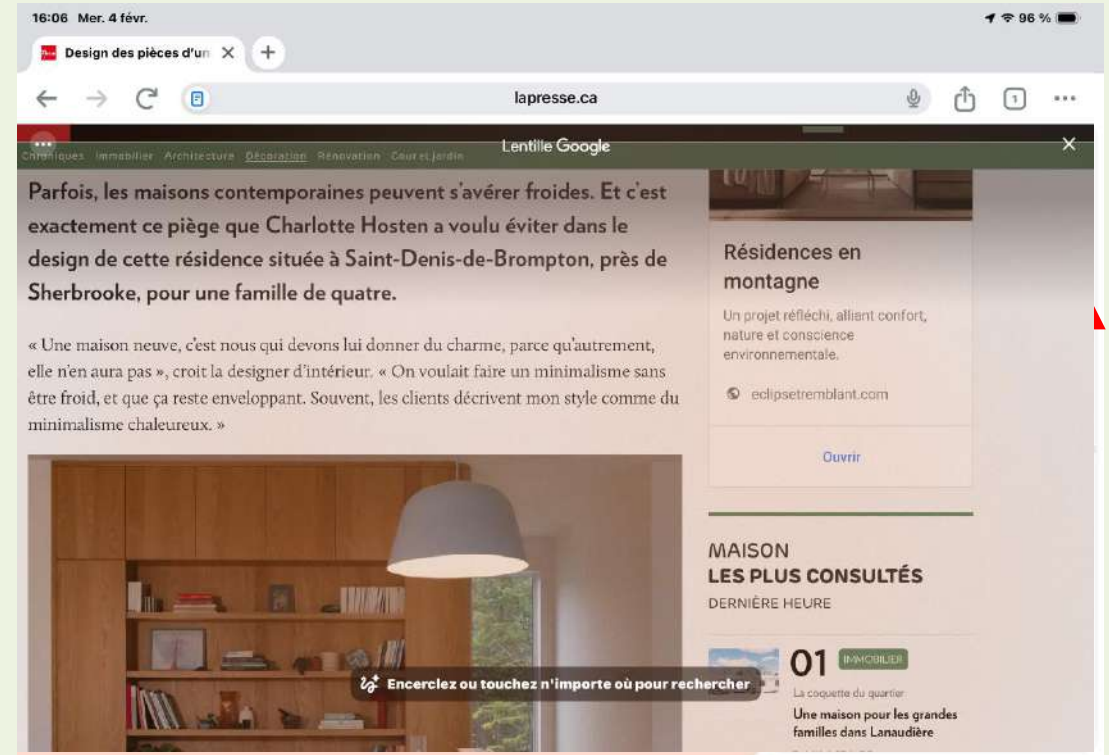 16:06 Mer. 4 févr.
96 %
Design des pièces d'un
lapresse.ca
1
Lentille Google
Chroniques Immobilier Architecture Décoration Rénovation Cour et jardin
Parfois, les maisons contemporaines peuvent s'avérer froides. Et c'est
exactement ce piège que Charlotte Hosten a voulu éviter dans le
design de cette résidence située à Saint-Denis-de-Brompton, près de
Sherbrooke, pour une famille de quatre.
« Une maison neuve, c'est nous qui devons lui donner du charme, parce qu'autrement,
elle n'en aura pas », croit la designer d'intérieur. « On voulait faire un minimalisme sans
être froid, et que ça reste enveloppant. Souvent, les clients décrivent mon style comme du
minimalisme chaleureux. »
Encerclez ou touchez n'importe où pour rechercher
Résidences en
montagne
Un projet réfléchi, alliant confort,
nature et conscience
environnementale.
eclipsetremblant.com
Ouvrir
MAISON
LES PLUS CONSULTÉS
DERNIÈRE HEURE
01 IMMOBILIER
La coquette du quartier
Une maison pour les grandes
familles dans Lanaudière